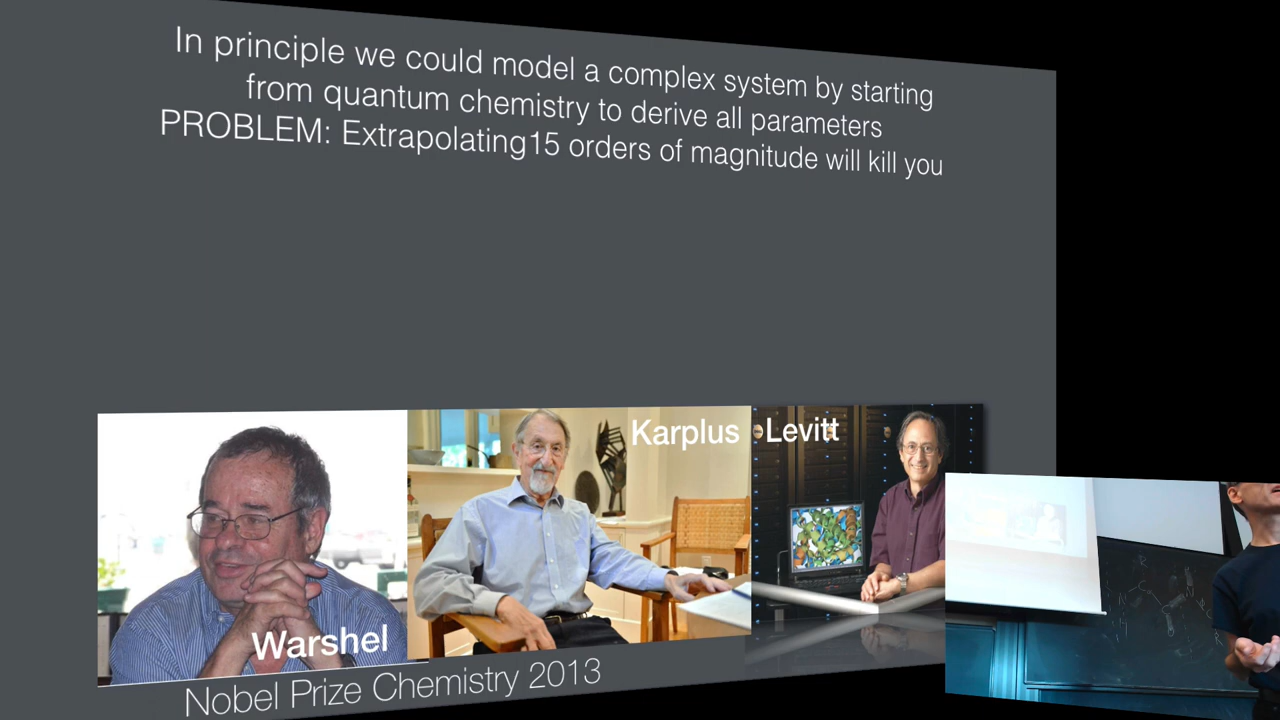 In principle we could model a complex system by starting
from quantum chemistry to derive all parameters
PROBLEM: Extrapolating15 orders of magnitude will kill you
Karplus
Levitt
Warshel
Nobel Prize Chemistry 2013